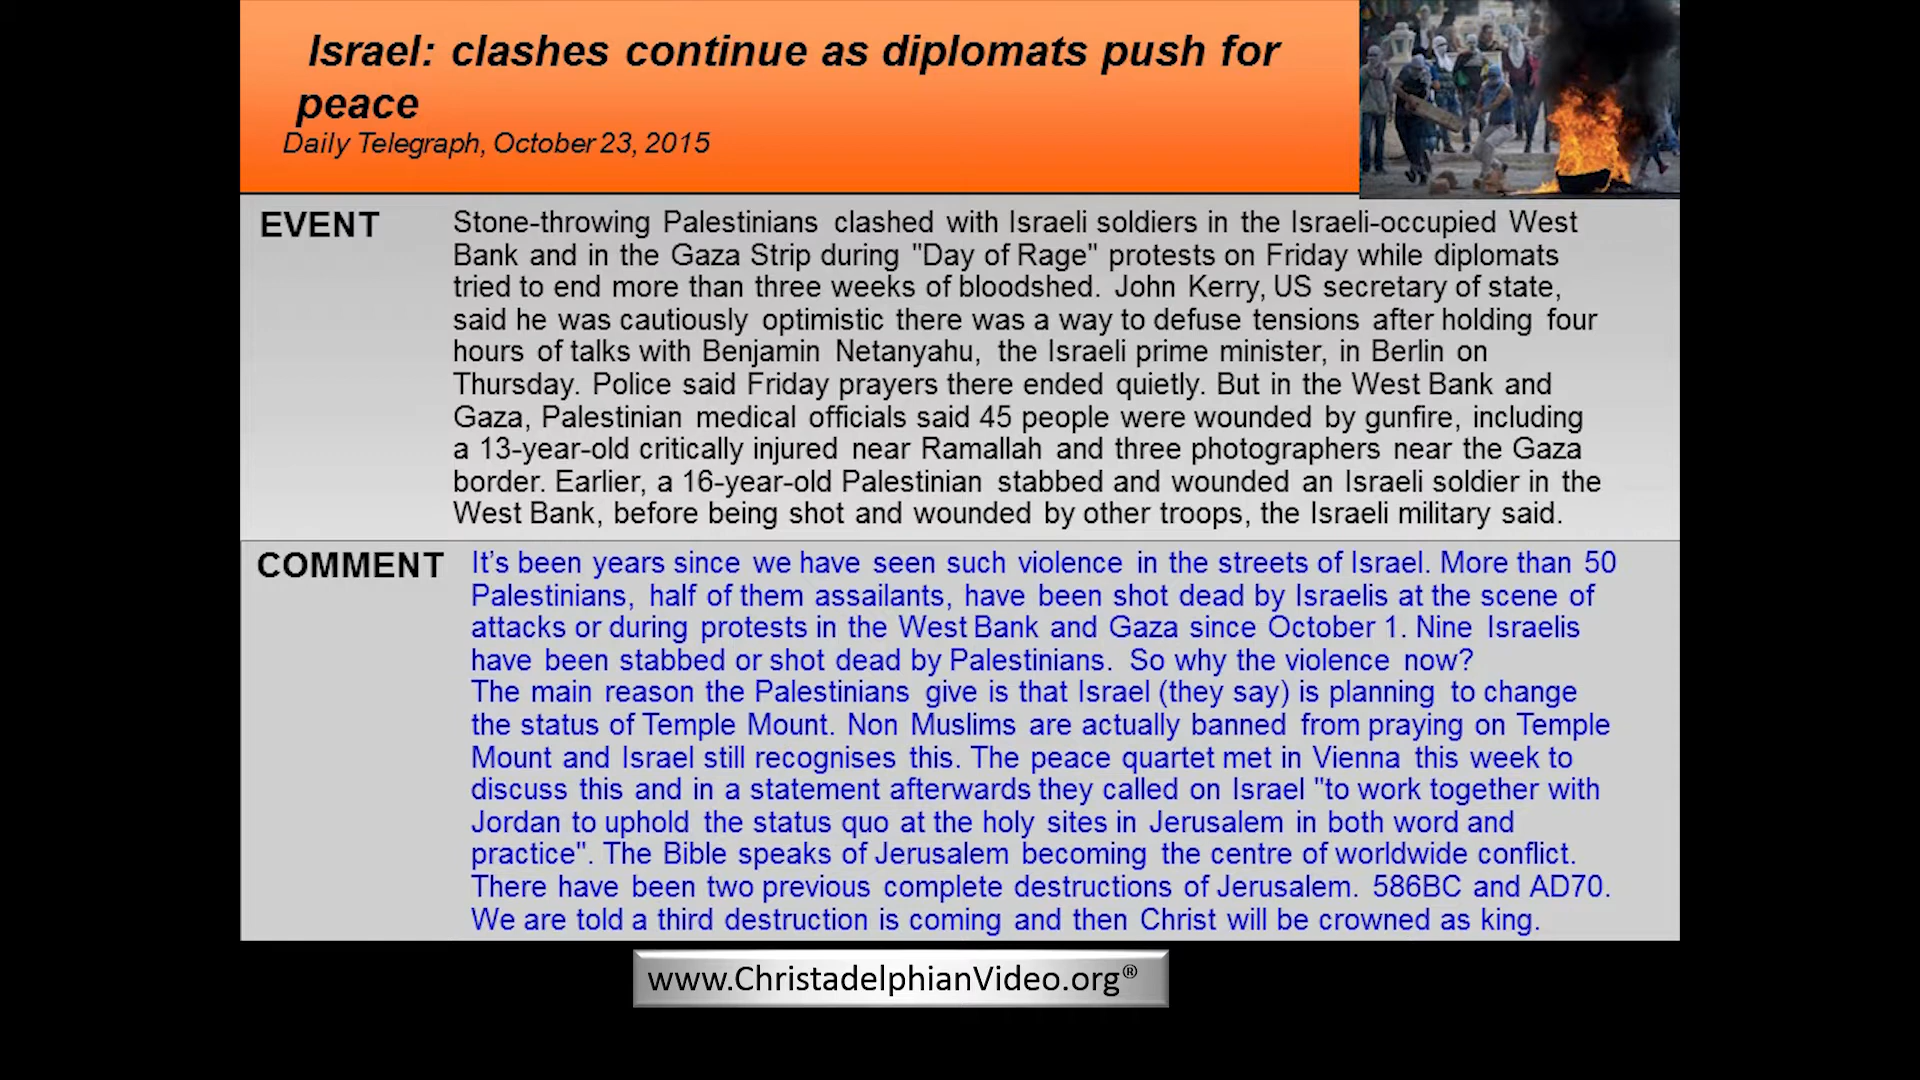 Israel: clashes continue as diplomats push for
peace
Daily Telegraph, October 23, 2015
EVENT
Stone-throwing Palestinians clashed with Israeli soldiers in the Israeli-occupied West
Bank and in the Gaza Strip during "Day of Rage" protests on Friday while diplomats
tried to end more than three weeks of bloodshed. John Kerry, US secretary of state,
said he was cautiously optimistic there was a way to defuse tensions after holding four
hours of talks with Benjamin Netanyahu, the Israeli prime minister, in Berlin on
Thursday. Police said Friday prayers there ended quietly. But in the West Bank and
Gaza, Palestinian medical officials said 45 people were wounded by gunfire, including
a 13-year-old critically injured near Ramallah and three photographers near the Gaza
border. Earlier, a 16-year-old Palestinian stabbed and wounded an Israeli soldier in the
West Bank, before being shot and wounded by other troops, the Israeli military said.
COMMENT
It’s been years since we have seen such violence in the streets of Israel. More than 50
Palestinians, half of them assailants, have been shot dead by Israelis at the scene of
attacks or during protests in the West Bank and Gaza since October 1. Nine Israelis
have been stabbed or shot dead by Palestinians. So why the violence now?
The main reason the Palestinians give is that Israel (they say) is planning to change
the status of Temple Mount. Non Muslims are actually banned from praying on Temple
Mount and Israel still recognises this. The peace quartet met in Vienna this week to
discuss this and in a statement afterwards they called on Israel "to work together with
Jordan to uphold the status quo at the holy sites in Jerusalem in both word and
practice". The Bible speaks of Jerusalem becoming the centre of worldwide conflict.
There have been two previous complete destructions of Jerusalem. 586BC and AD70.
We are told a third destruction is coming and then Christ will be crowned as king.
www.ChristadelphianVideo.org®